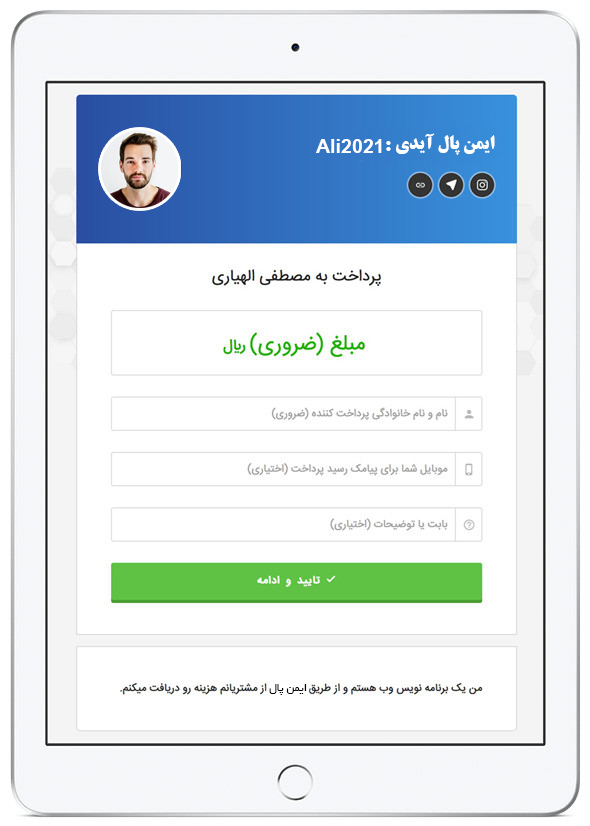 ایمن پال آیدی :Ali2021
پرداخت به مصطفی الهیاری
مبلغ (ضروری) ریال
نام و نام خانوادگی پرداخت کننده (ضروری)
موبایل شما برای پیامک رسید پرداخت (اختیاری)
بابت یا توضیحات (اختیاری)
تایید و ادامه
من یک برنامه نویس وب هستم و از طریق ایمن پال از مشتریانم هزینه رو دریافت میکنم.